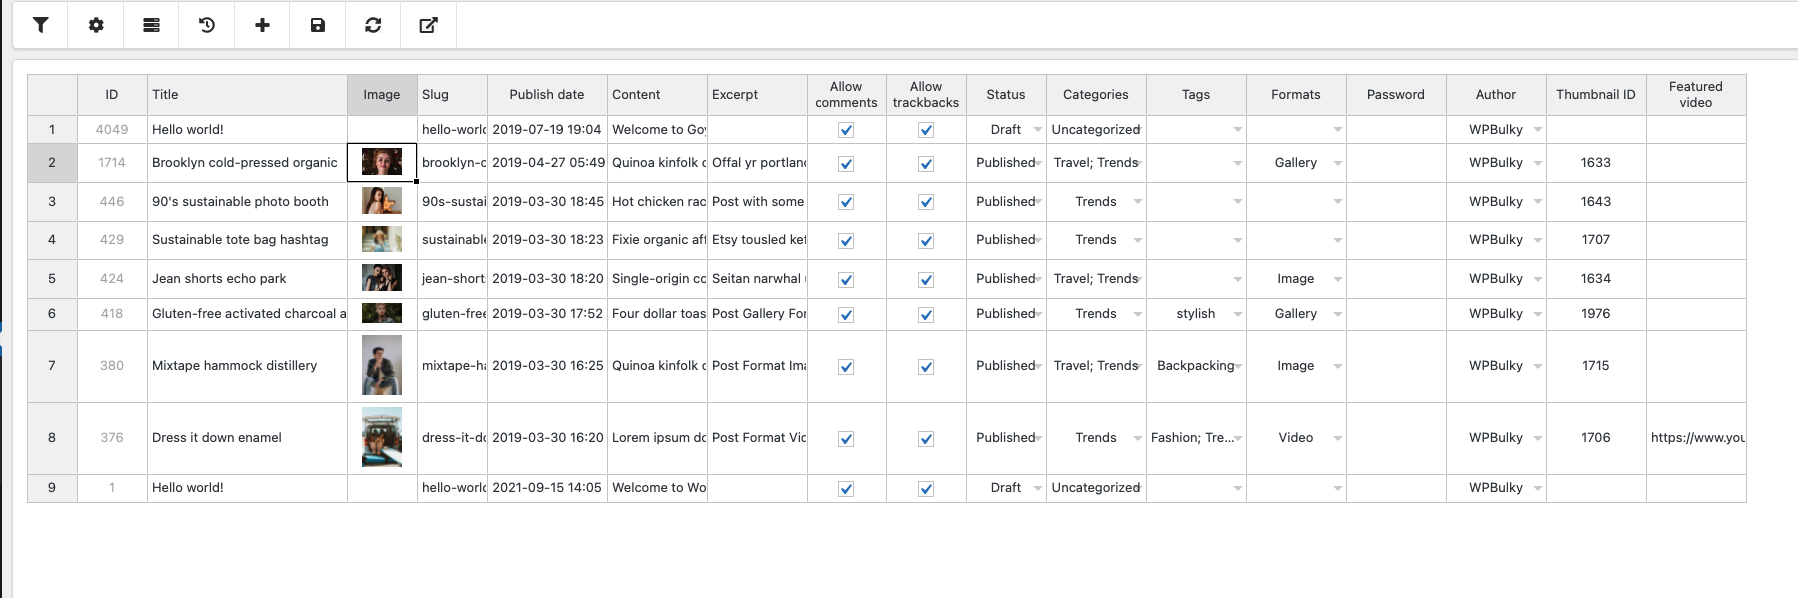 ID Title Image Slug Publish date Content Excerpt Allow comments Allow trackbacks Status Categories Tags Formats Password Author Thumbnail ID Featured video
1 4049 Hello world! hello-worl 2019-07-19 19:04 Welcome to Goy Draft Uncategorized WPBulky
2 1714 Brooklyn cold-pressed organic brooklyn-c 2019-04-27 05:49 Quinoa kinfolk c Offal yr portland Published Travel; Trends Gallery WPBulky 1633
3 446 90's sustainable photo booth 90s-sustai 2019-03-30 18:45 Hot chicken rac Post with some Published Trends WPBulky 1643
4 429 Sustainable tote bag hashtag sustainable 2019-03-30 18:23 Fixie organic aff Etsy tousled kef Published Trends WPBulky 1707
5 424 Jean shorts echo park jean-short 2019-03-30 18:20 Single-origin co Seitan narwhal Published Travel; Trends Image WPBulky 1634
6 418 Gluten-free activated charcoal a gluten-free 2019-03-30 17:52 Four dollar toas Post Gallery For Published Trends stylish Gallery WPBulky 1976
7 380 Mixtape hammock distillery mixtape-ha 2019-03-30 16:25 Quinoa kinfolk c Post Format Ima Published Travel; Trends Backpacking Image WPBulky 1715
8 376 Dress it down enamel dress-it-do 2019-03-30 16:20 Lorem ipsum do Post Format Vid Published Trends Fashion; Tre... Video WPBulky 1706 https://www.you
9 1 Hello world! hello-worl 2021-09-15 14:05 Welcome to Wo Draft Uncategorized WPBulky